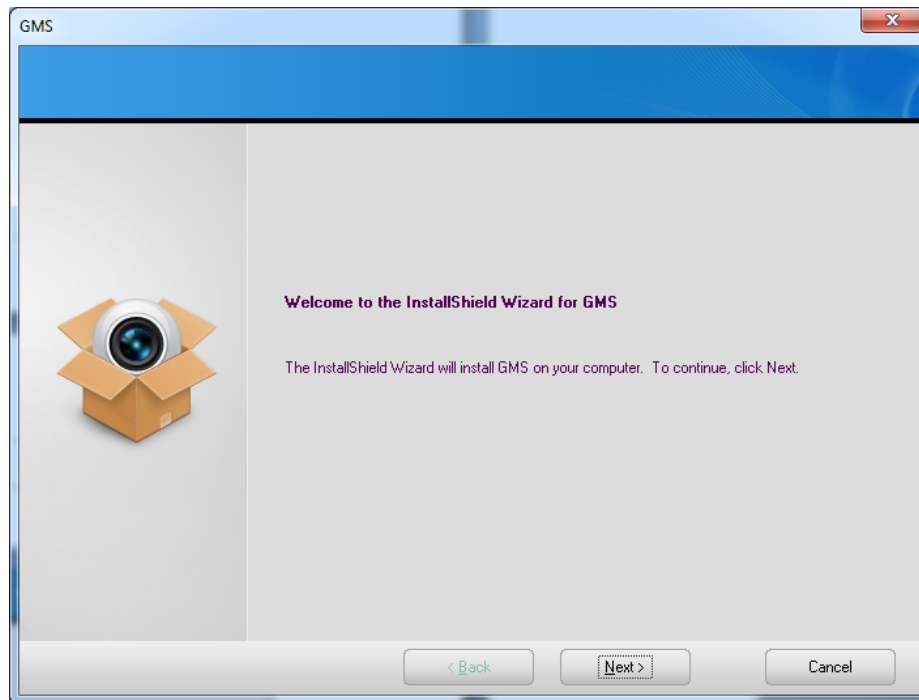 GMS
Welcome to the InstallShield Wizard for GMS
The InstallShield Wizard will install GMS on your computer. To continue, click Next.
< Back
Next >
Cancel